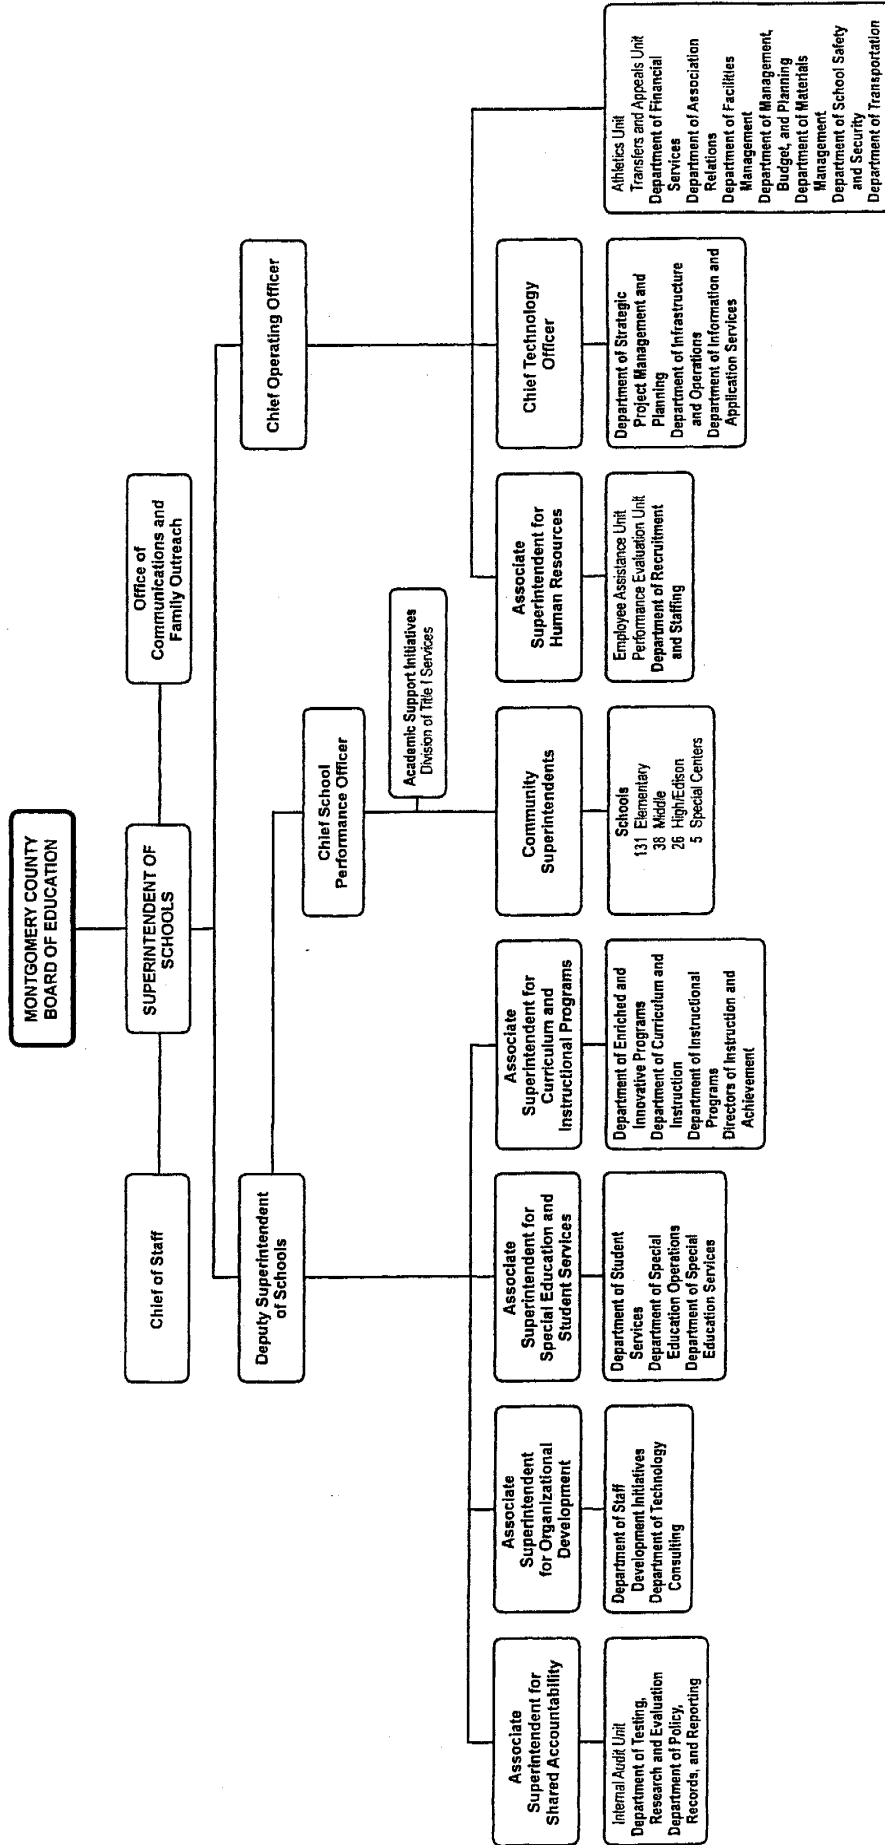 MONTGOMERY COUNTY
BOARD OF EDUCATION
Chief of Staff
SUPERINTENDENT OF
SCHOOLS
Office of
Communications and
Family Outreach
Deputy Superintendent
of Schools
Chief Operating Officer
Chief School
Performance Officer
Academic Support Initiatives
Division of Title I Services
Associate
Superintendent for
Shared Accountability
Associate
Superintendent
for Organizational
Development
Associate
Superintendent for
Special Education and
Student Services
Associate
Superintendent for
Curriculum and
Instructional Programs
Community
Superintendents
Associate
Superintendent for
Human Resources
Chief Technology
Officer
Internal Audit Unit
Department of Testing,
Research and Evaluation
Department of Policy,
Records, and Reporting
Department of Staff
Development Initiatives
Department of Technology
Consulting
Department of Student
Services
Department of Special
Education Operations
Department of Special
Education Services
Department of Enriched and
Innovative Programs
Department of Curriculum and
Instruction
Department of Instructional
Programs
Directors of Instruction and
Achievement
Schools
131 Elementary
38 Middle
26 High/Edison
5 Special Centers
Employee Assistance Unit
Performance Evaluation Unit
Department of Recruitment
and Staffing
Department of Strategic
Project Management and
Planning
Department of Infrastructure
and Operations
Department of Information and
Application Services
Athletics Unit
Transfers and Appeals Unit
Department of Financial
Services
Department of Association
Relations
Department of Facilities
Management
Department of Management,
Budget, and Planning
Department of Materials
Management
Department of School Safety
and Security
Department of Transportation